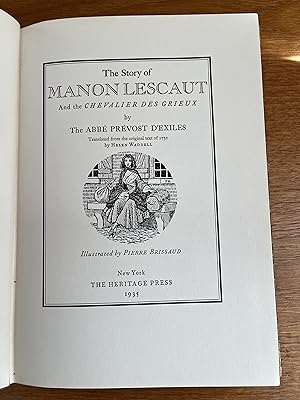 The Story of
MANON LESCAUT
And the CHEVALIER DES GRIEUX
by
The ABBÉ PRÉVOST D'EXILES
Translated from the original text of 1731
by HELEN WADDELL
Illustrated by PIERRE BRISSAUD
New York
THE HERITAGE PRESS
1935